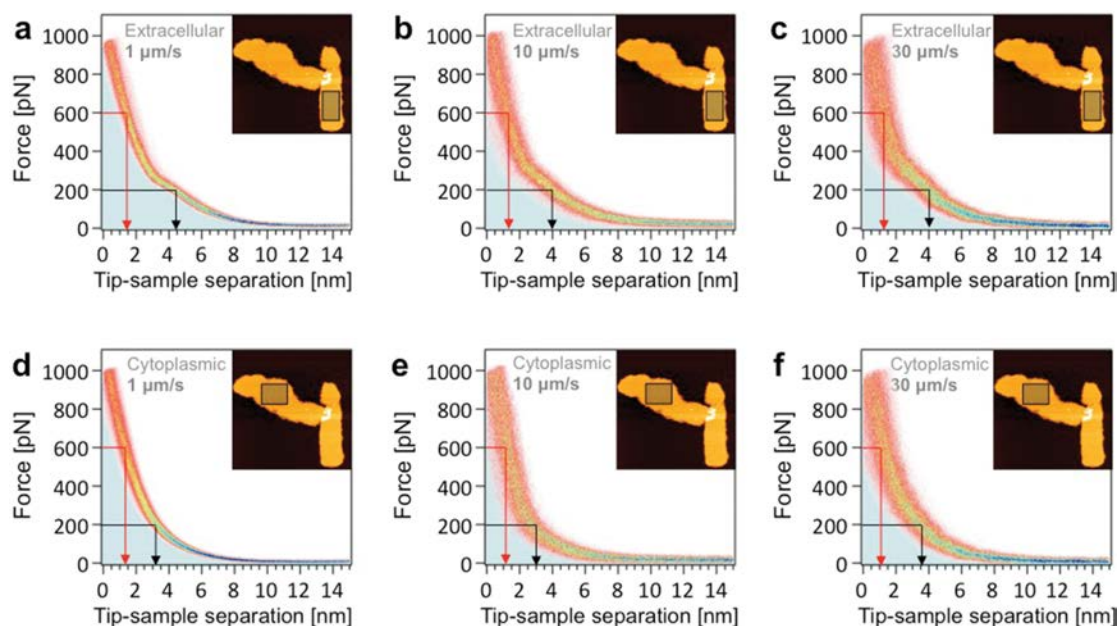 a
Extracellular
1 µm/s
Force [pN]
1000
800
600
400
200
0
0 2 4 6 8 10 12 14
Tip-sample separation [nm]
b
Extracellular
10 µm/s
Force [pN]
1000
800
600
400
200
0
0 2 4 6 8 10 12 14
Tip-sample separation [nm]
c
Extracellular
30 µm/s
Force [pN]
1000
800
600
400
200
0
0 2 4 6 8 10 12 14
Tip-sample separation [nm]
d
Cytoplasmic
1 µm/s
Force [pN]
1000
800
600
400
200
0
0 2 4 6 8 10 12 14
Tip-sample separation [nm]
e
Cytoplasmic
10 µm/s
Force [pN]
1000
800
600
400
200
0
0 2 4 6 8 10 12 14
Tip-sample separation [nm]
f
Cytoplasmic
30 µm/s
Force [pN]
1000
800
600
400
200
0
0 2 4 6 8 10 12 14
Tip-sample separation [nm]